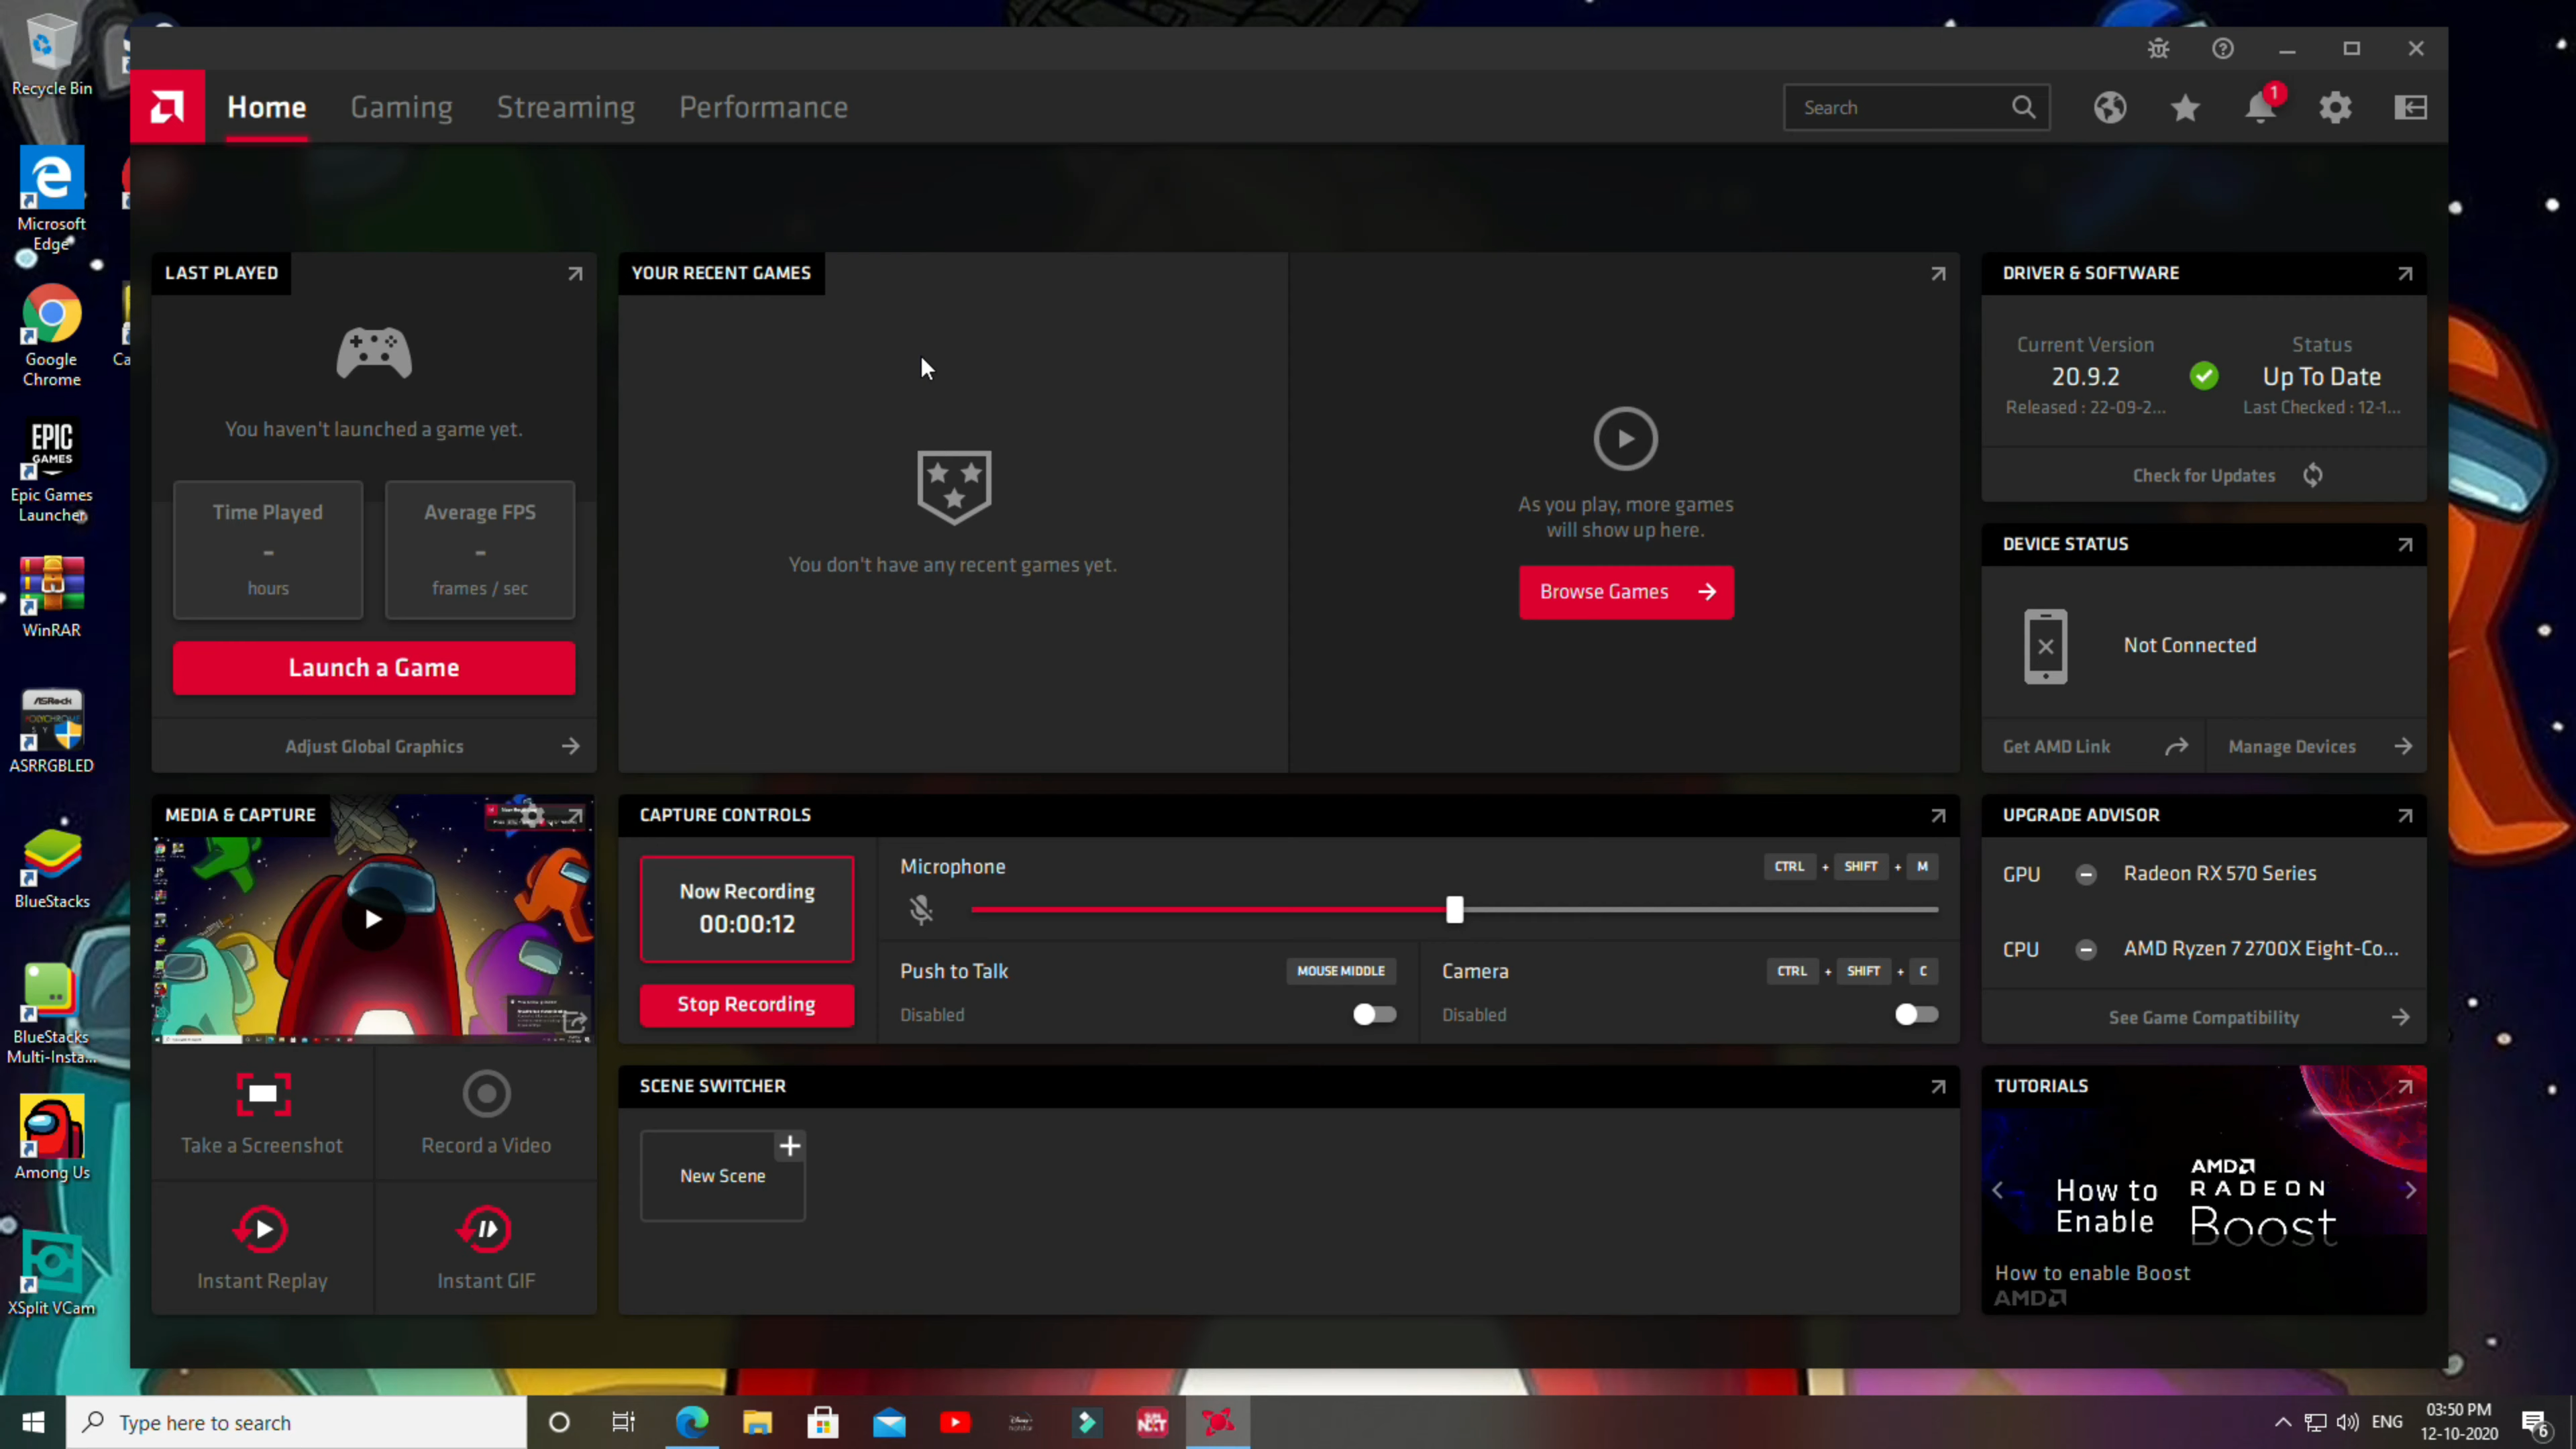 Recycle Bin
Microsoft
Edge
Google
Chrome
Ca
EPIC
GAMES
Epic Games
Launcher
WinRAR
ASRock
POLYCHROME
ASRRGBLED
BlueStacks
BlueStacks
Multi-Insta...
Among Us
XSplit VCam
Home
Gaming
Streaming
Performance
Search
1
LAST PLAYED
You haven't launched a game yet.
Time Played
-
hours
Average FPS
-
frames / sec
Launch a Game
Adjust Global Graphics
YOUR RECENT GAMES
You don't have any recent games yet.
As you play, more games
will show up here.
Browse Games
DRIVER & SOFTWARE
Current Version
20.9.2
Released : 22-09-2...
Status
Up To Date
Last Checked : 12-1...
Check for Updates
DEVICE STATUS
Not Connected
Get AMD Link
Manage Devices
MEDIA & CAPTURE
Take a Screenshot
Record a Video
Instant Replay
Instant GIF
CAPTURE CONTROLS
Now Recording
00:00:12
Stop Recording
Microphone
CTRL + SHIFT + M
Push to Talk
MOUSE MIDDLE
Disabled
Camera
CTRL + SHIFT + C
Disabled
SCENE SWITCHER
New Scene
UPGRADE ADVISOR
GPU
Radeon RX 570 Series
CPU
AMD Ryzen 7 2700X Eight-Co...
See Game Compatibility
TUTORIALS
How to
Enable
AMD
RADEON
Boost
How to enable Boost
AMD
Type here to search
Disney+
hotstar
SUN
NXT
ENG
03:50 PM
12-10-2020
6